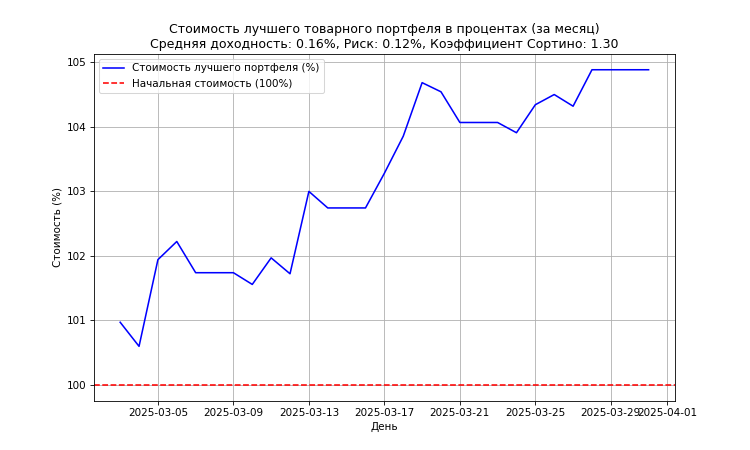 Стоимость лучшего товарного портфеля в процентах (за месяц)
Средняя доходность: 0.16%, Риск: 0.12%, Коэффициент Сортино: 1.30
Стоимость лучшего портфеля (%)
Начальная стоимость (100%)
105
104
103
102
101
100
Стоимость (%)
2025-03-05 2025-03-09 2025-03-13 2025-03-17 2025-03-21 2025-03-25 2025-03-29 2025-04-01
День